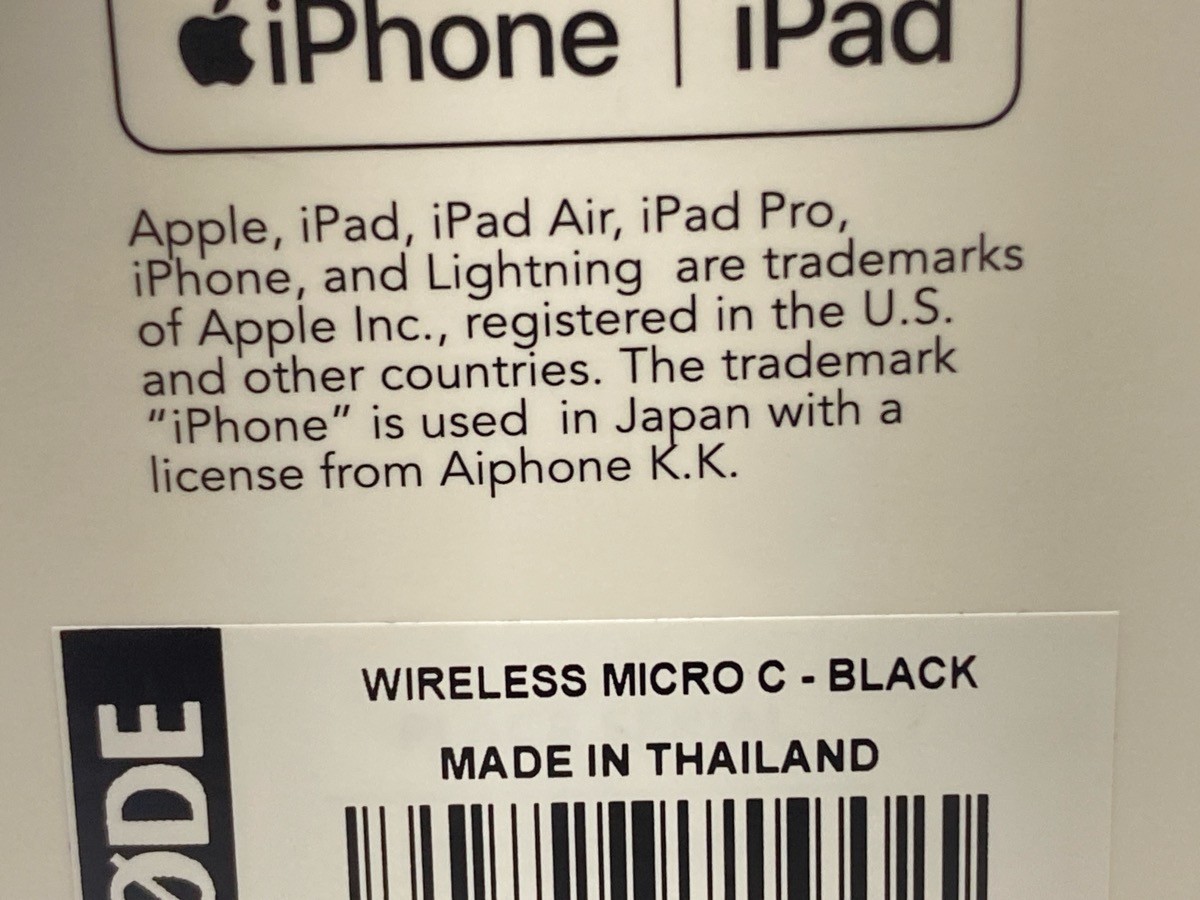 iPhone | iPad
Apple, iPad, iPad Air, iPad Pro,
iPhone, and Lightning are trademarks
of Apple Inc., registered in the U.S.
and other countries. The trademark
“iPhone” is used in Japan with a
license from Aiphone K.K.
WIRELESS MICRO C - BLACK
MADE IN THAILAND
ØDE